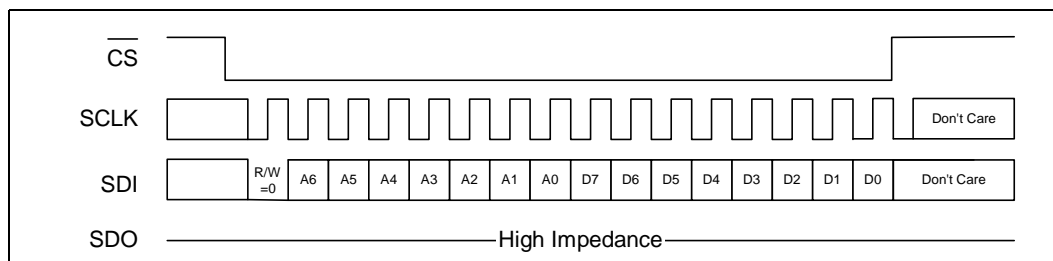 CS
SCLK
Don't Care
SDI
R/W
=0
A6
A5
A4
A3
A2
A1
A0
D7
D6
D5
D4
D3
D2
D1
D0
Don't Care
SDO
High Impedance